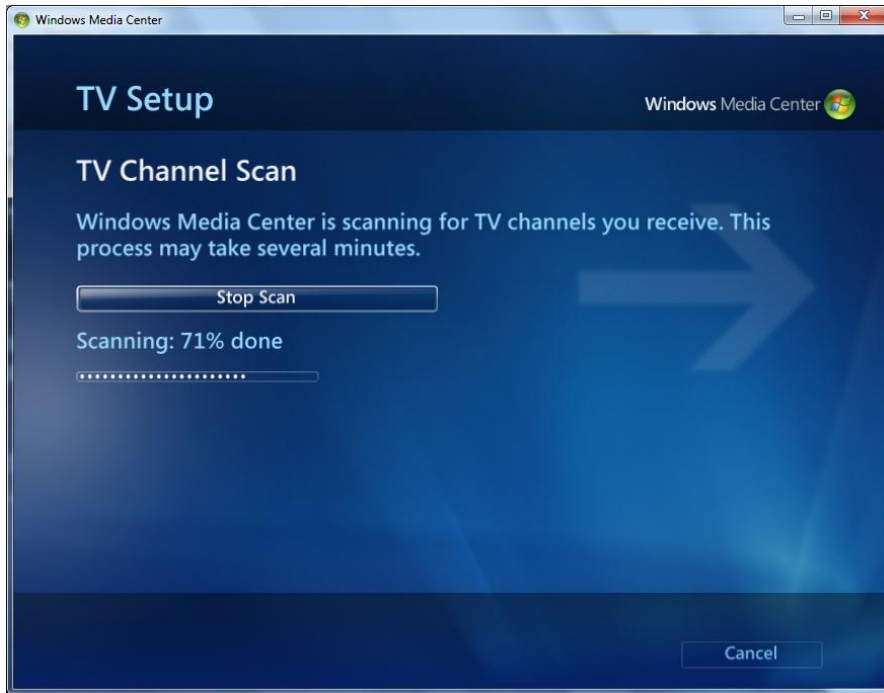 Windows Media Center
TV Setup
Windows Media Center
TV Channel Scan
Windows Media Center is scanning for TV channels you receive. This
process may take several minutes.
Stop Scan
Scanning: 71% done
Cancel